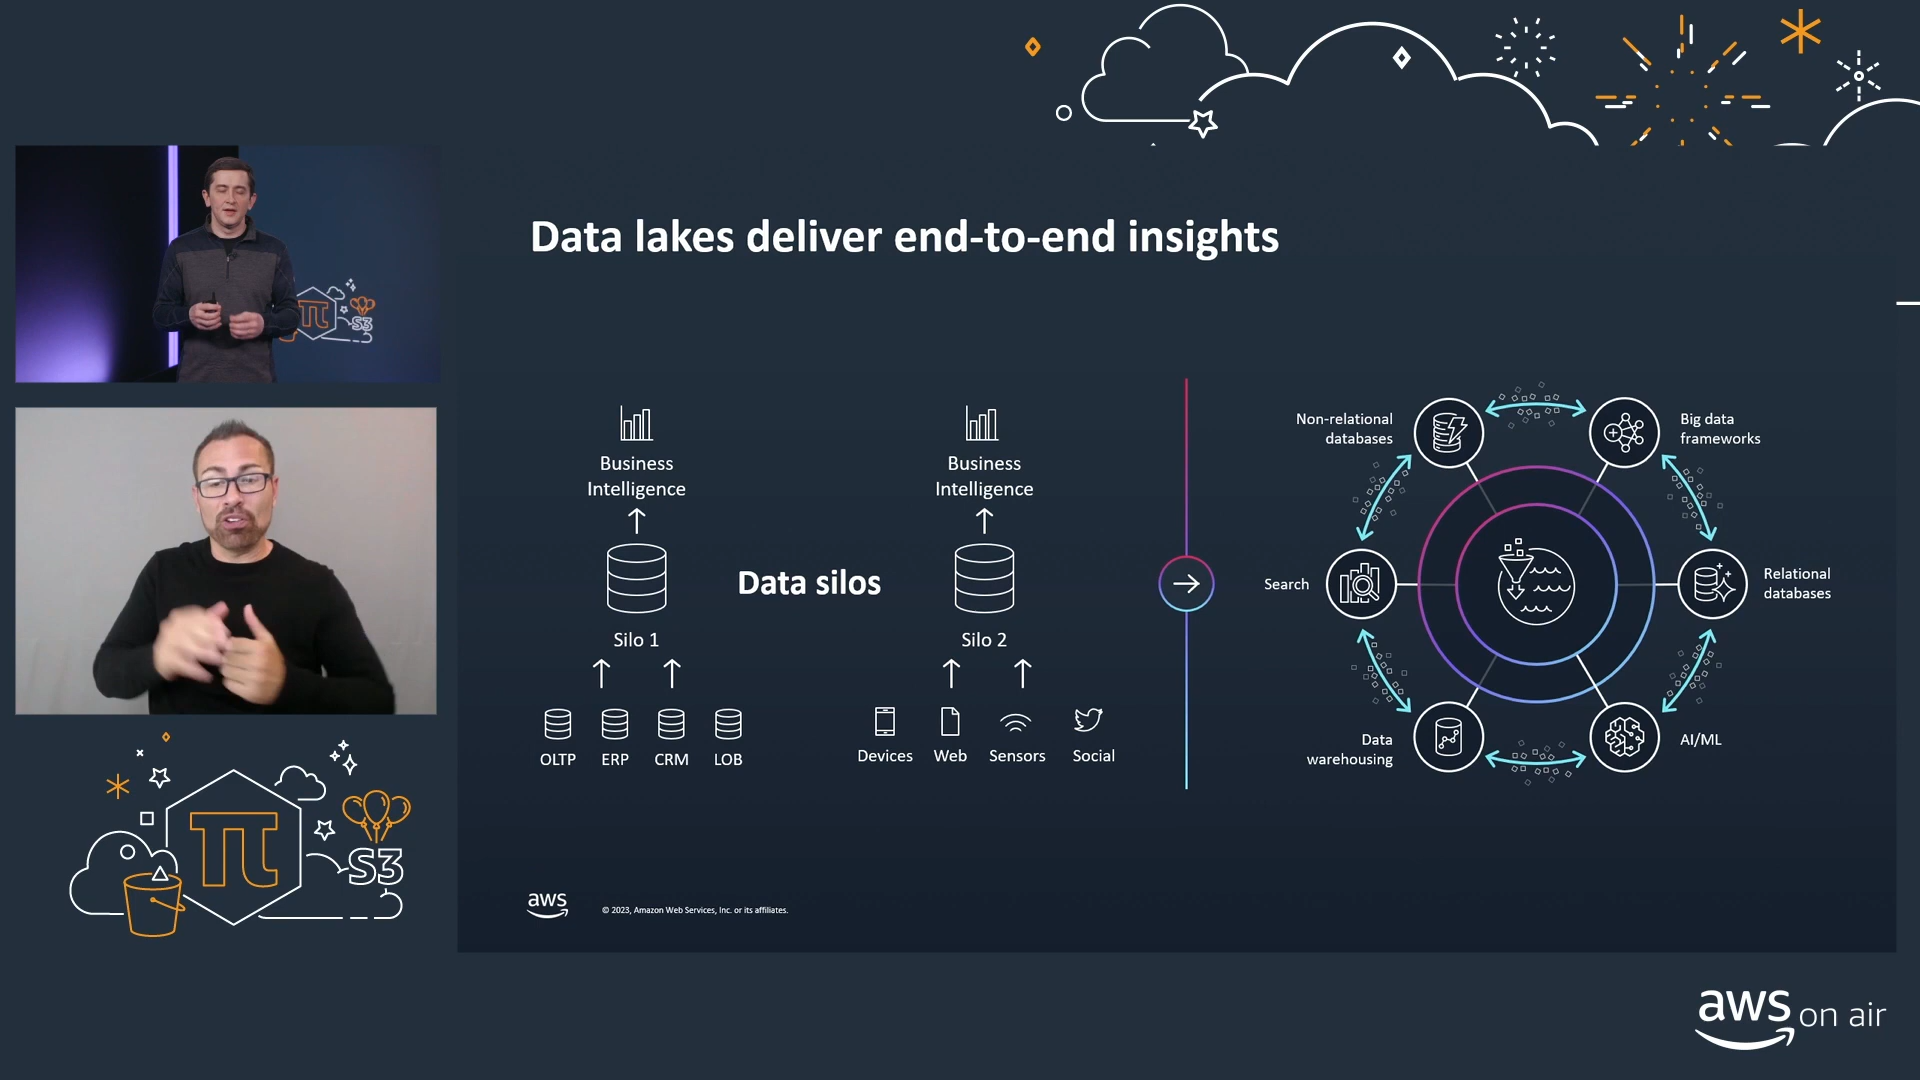 Data lakes deliver end-to-end insights
Business
Intelligence
Business
Intelligence
Data silos
Silo 1
Silo 2
OLTP
ERP
CRM
LOB
Devices
Web
Sensors
Social
Non-relational
databases
Big data
frameworks
Search
Relational
databases
Data
warehousing
AI/ML
aws
© 2023, Amazon Web Services, Inc. or its affiliates.
π
S3
π
S3
aws on air